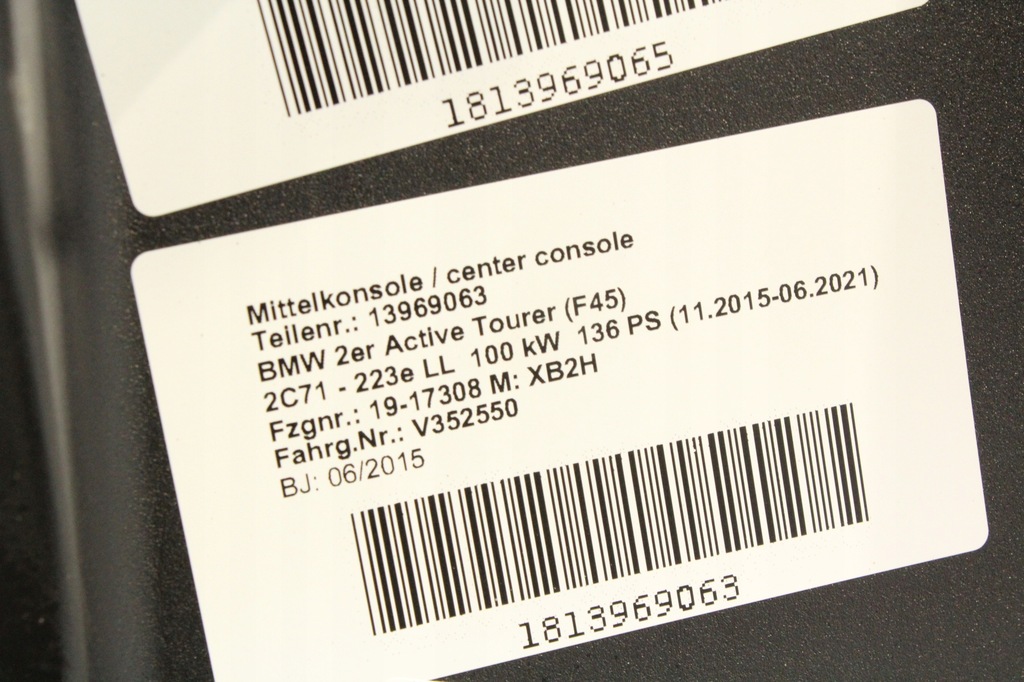 1813969065
Mittelkonsole / center console
Teilenr.: 13969063
BMW 2er Active Tourer (F45)
2C71 - 223e LL 100 kW 136 PS (11.2015-06.2021)
Fzgnr.: 19-17308 M: XB2H
Fahrg.Nr.: V352550
BJ: 06/2015
1813969063